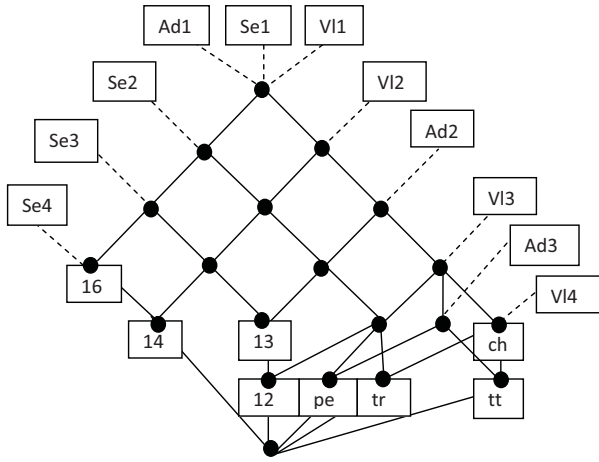 Ad1 Se1 Vl1
Se2 Vl2
Se3 Ad2
Se4 Vl3
Ad3
16 Vl4
14 13 ch
12 pe tr tt